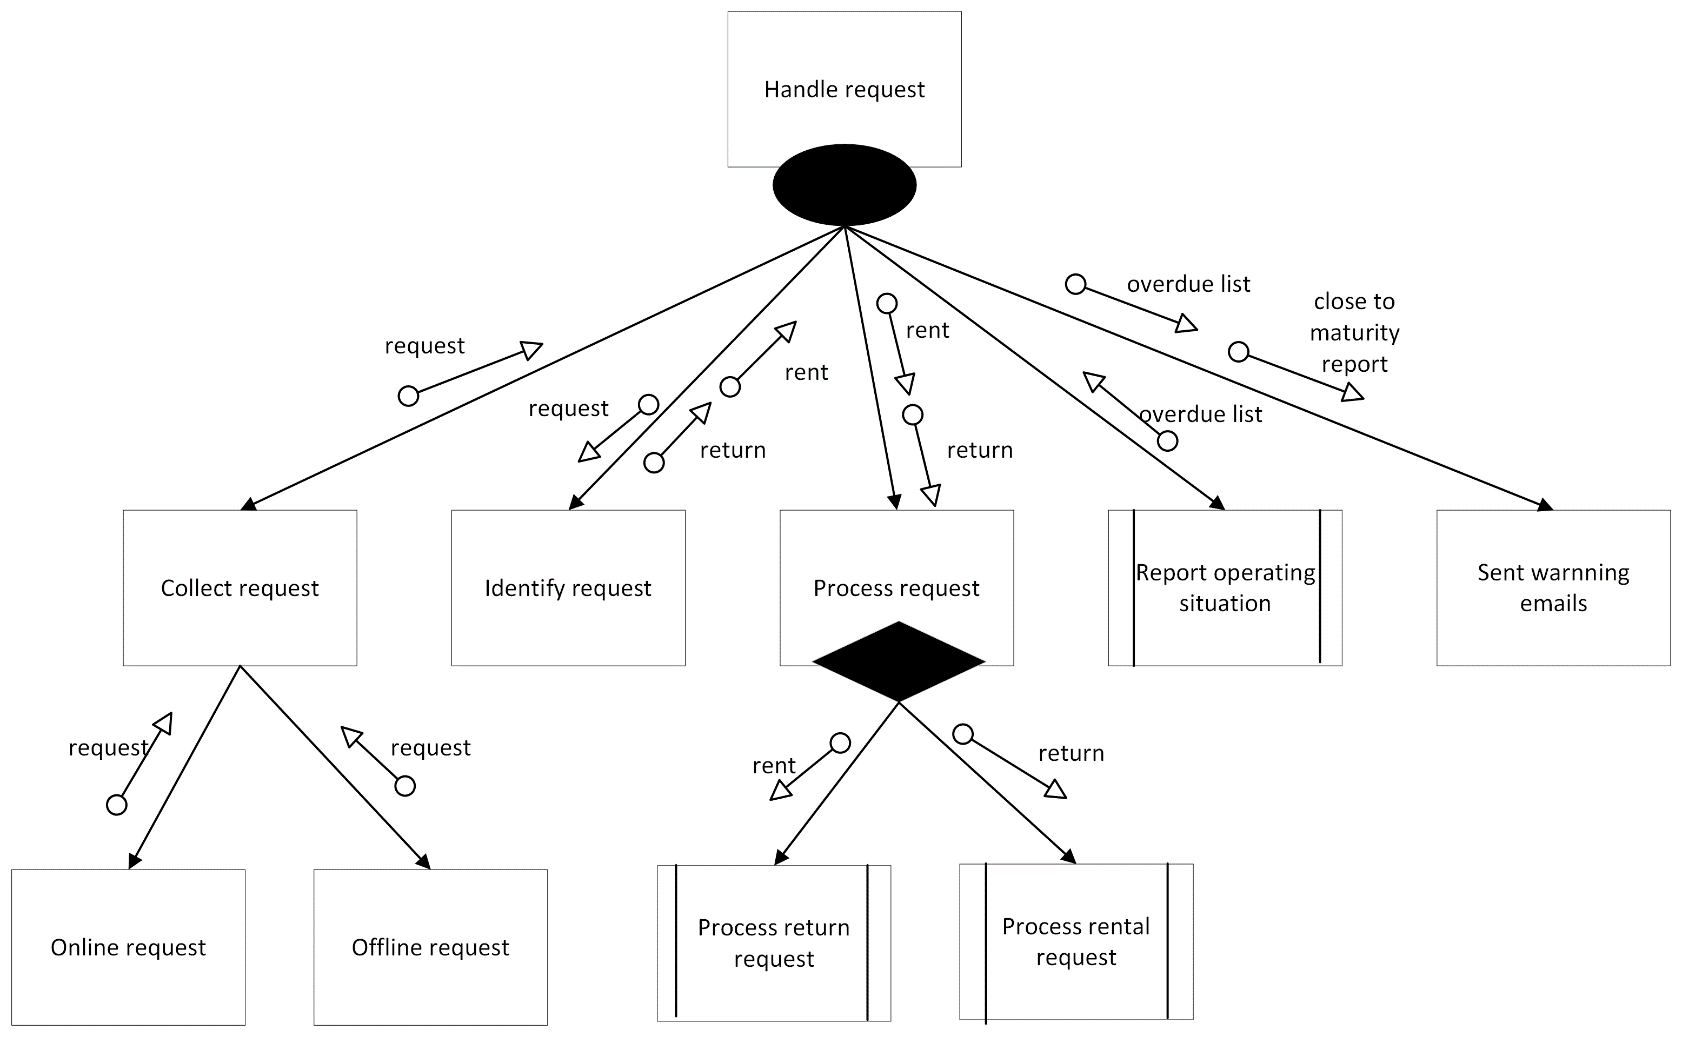 Handle request
overdue list
close to
maturity
report
request
rent
rent
request
overdue list
return
return
Collect request
Identify request
Process request
Report operating
situation
Sent warnning
emails
request
request
rent
return
Online request
Offline request
Process return
request
Process rental
request